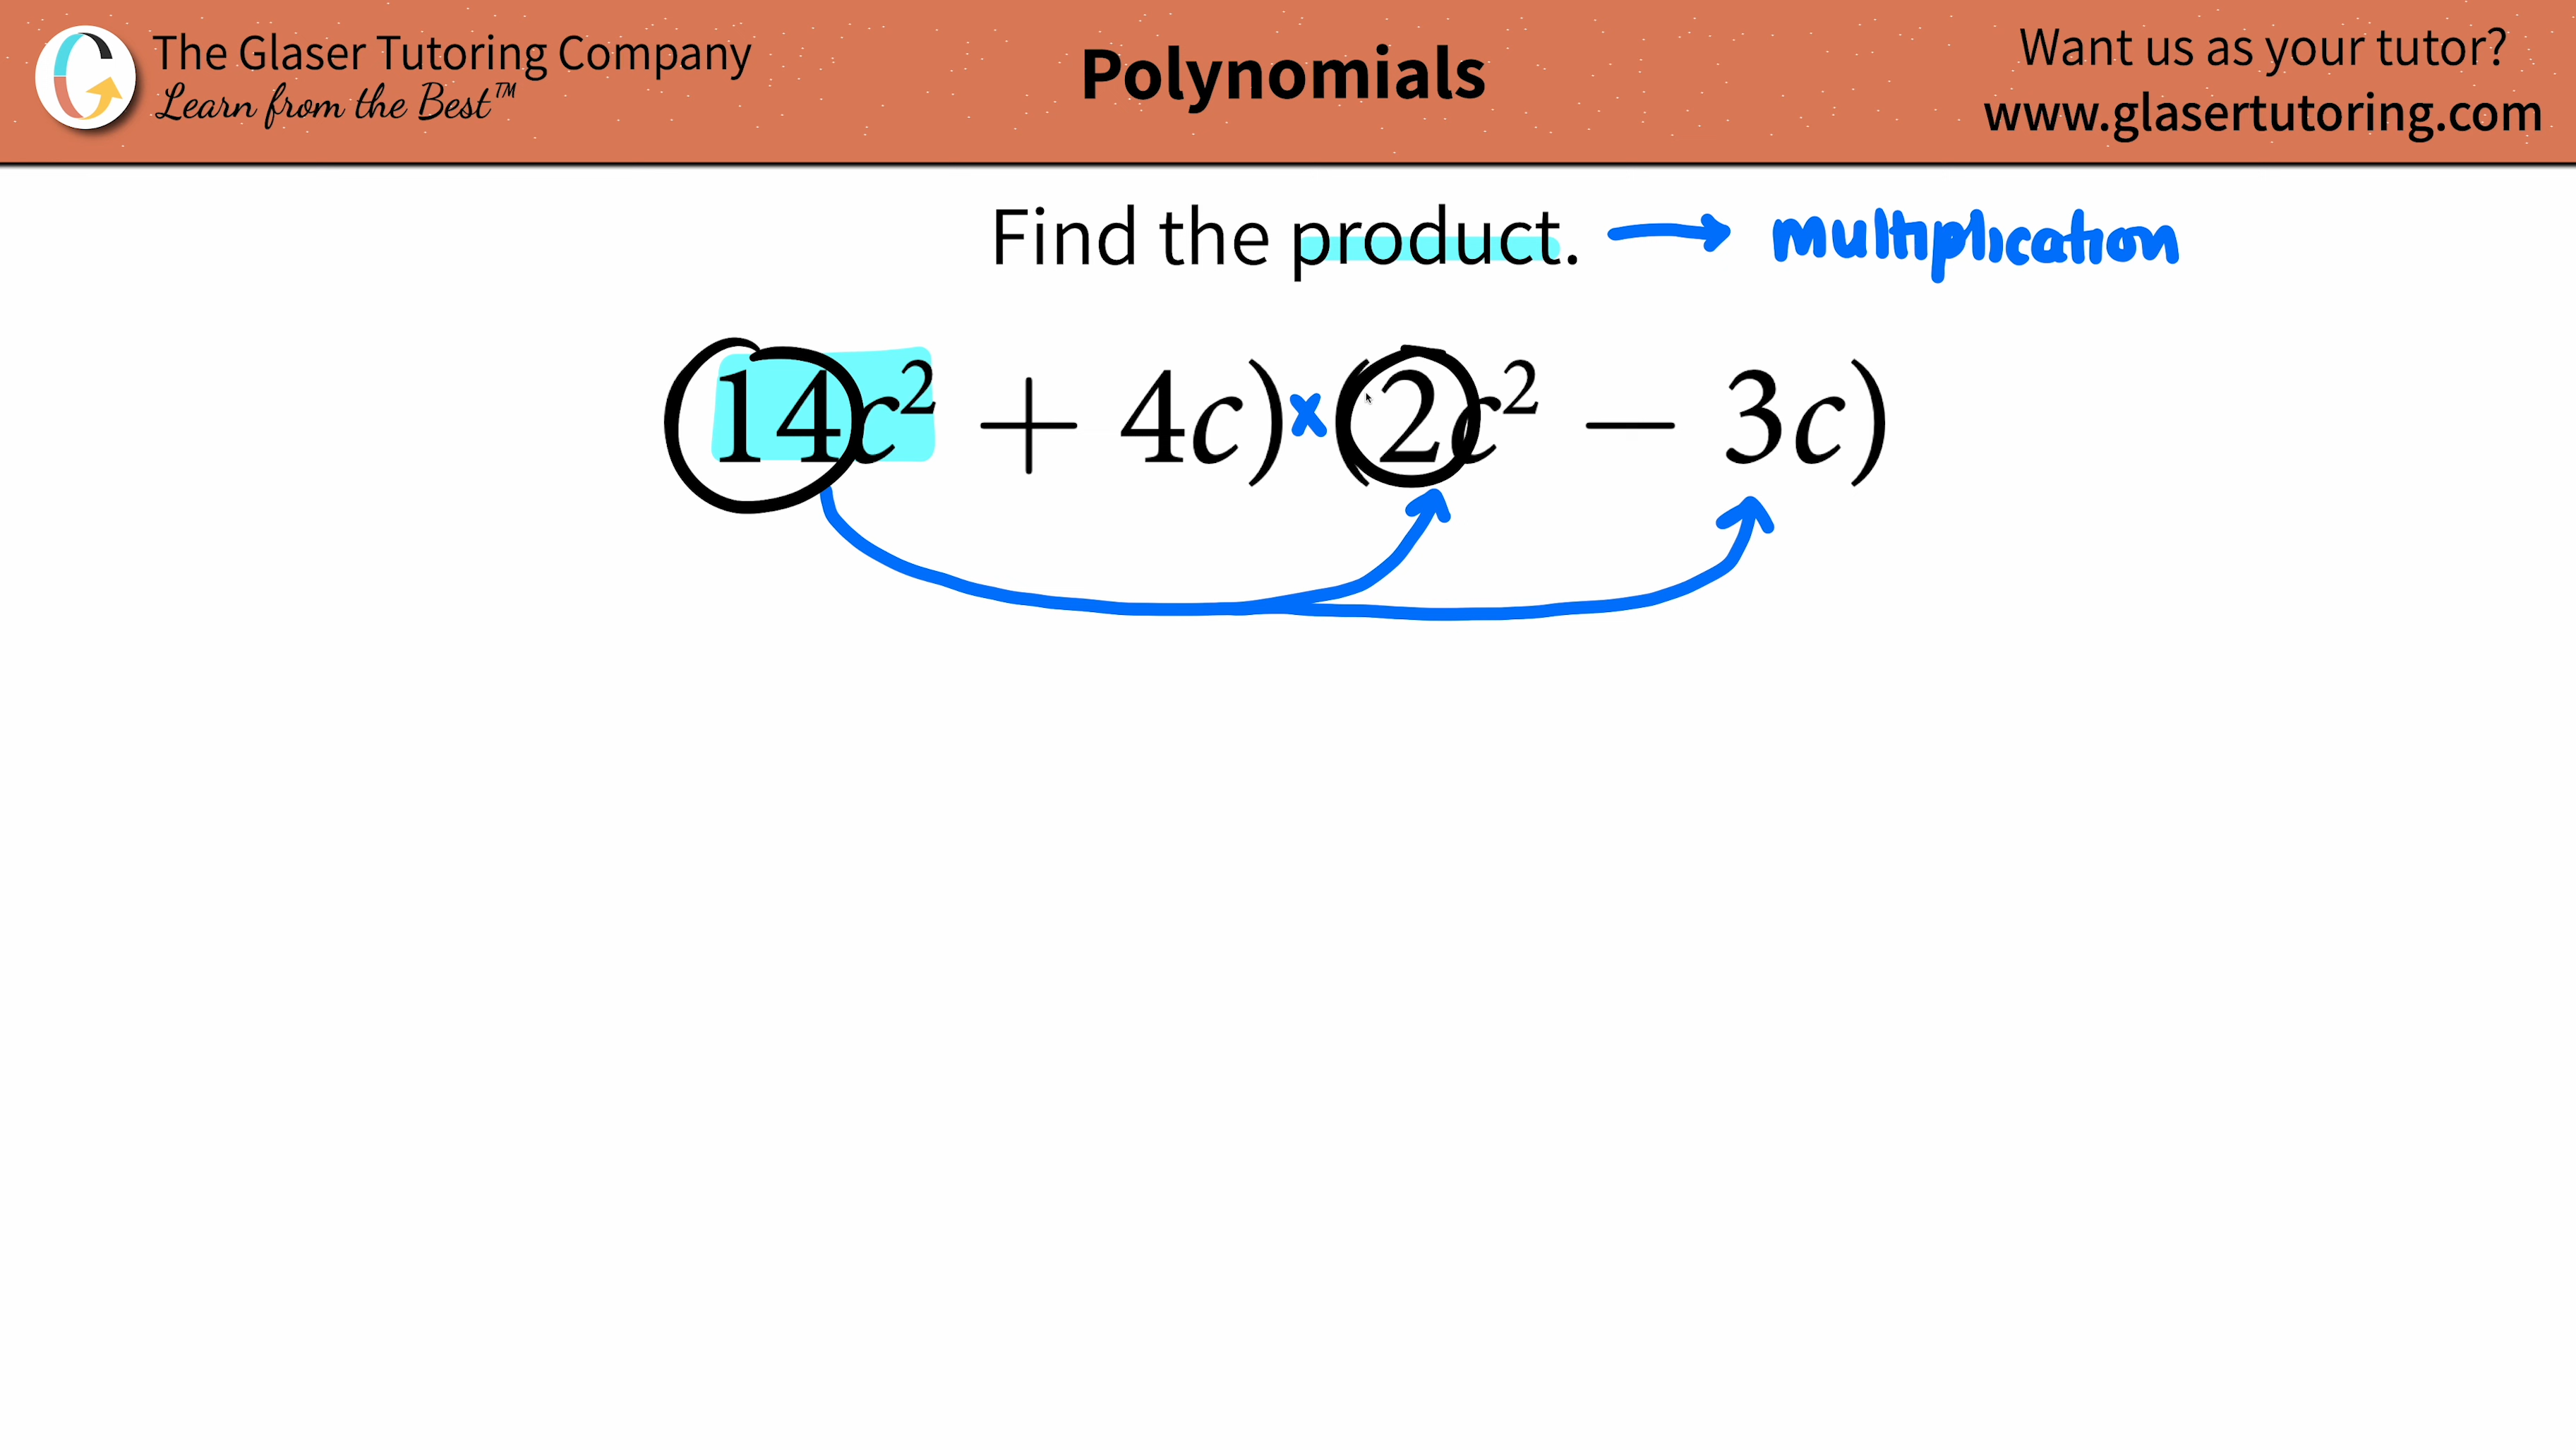 The Glaser Tutoring Company
Learn from the Best™
Polynomials
Want us as your tutor?
www.glasertutoring.com
Find the product. → multiplication
(14c² + 4c) × (2c² − 3c)